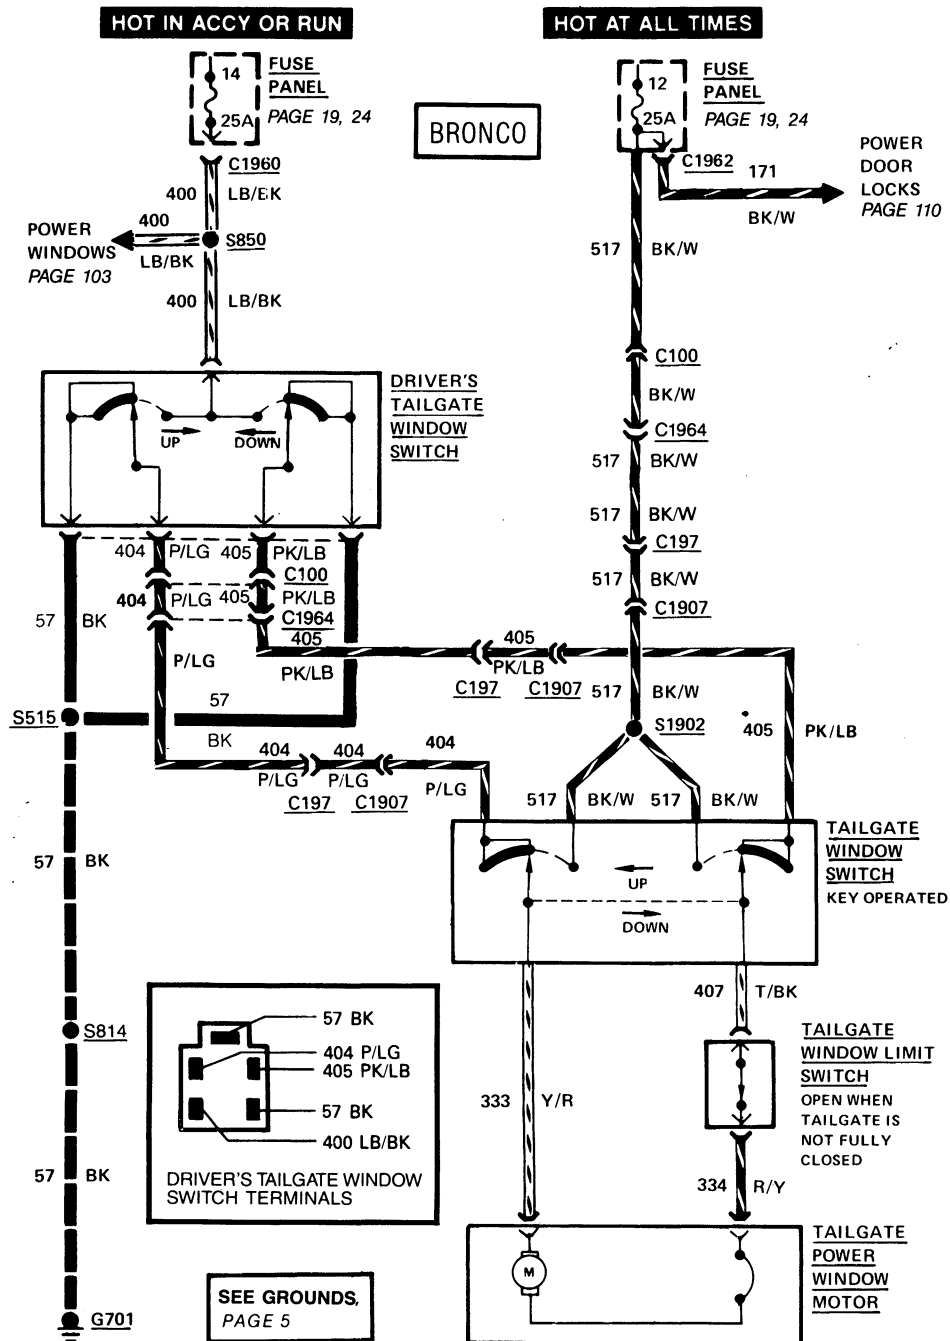 HOT IN ACCY OR RUN
HOT AT ALL TIMES
14
25A
FUSE
PANEL
PAGE 19, 24
BRONCO
12
25A
FUSE
PANEL
PAGE 19, 24
C1960
400 LB/BK
C1962
171
BK/W
POWER
DOOR
LOCKS
PAGE 110
POWER
WINDOWS
PAGE 103
400
LB/BK
S850
517 BK/W
400 LB/BK
C100
BK/W
DRIVER'S
TAILGATE
WINDOW
SWITCH
UP
DOWN
C1964
517 BK/W
517 BK/W
C197
517 BK/W
C1907
404 P/LG 405 PK/LB
C100
404 P/LG 405 PK/LB
C1964
57 BK
405
P/LG
PK/LB
405
PK/LB
C197 C1907
517 BK/W
S515
57
BK
S1902
405 PK/LB
404 404 404
P/LG P/LG P/LG
C197 C1907
517 BK/W 517 BK/W
57 BK
TAILGATE
WINDOW
SWITCH
KEY OPERATED
UP
DOWN
407 T/BK
57 BK
404 P/LG
405 PK/LB
57 BK
400 LB/BK
DRIVER'S TAILGATE WINDOW
SWITCH TERMINALS
S814
TAILGATE
WINDOW LIMIT
SWITCH
OPEN WHEN
TAILGATE IS
NOT FULLY
CLOSED
333 Y/R
57 BK
334 R/Y
M
TAILGATE
POWER
WINDOW
MOTOR
SEE GROUNDS,
PAGE 5
G701